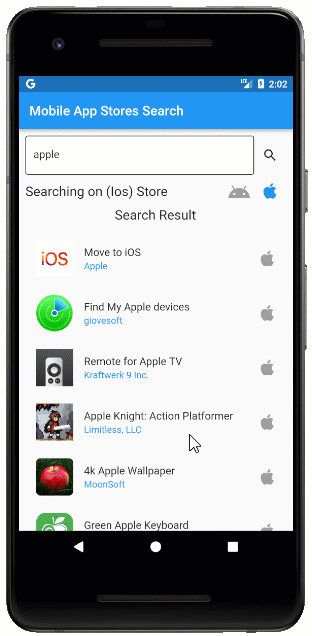 G
LTE 2:02
Mobile App Stores Search
apple
Searching on (Ios) Store
Search Result
iOS
Move to iOS
Apple
Find My Apple devices
giovesoft
Remote for Apple TV
Kraftwerk 9 Inc.
Apple Knight: Action Platformer
Limitless, LLC
4k Apple Wallpaper
MoonSoft
Green Apple Keyboard